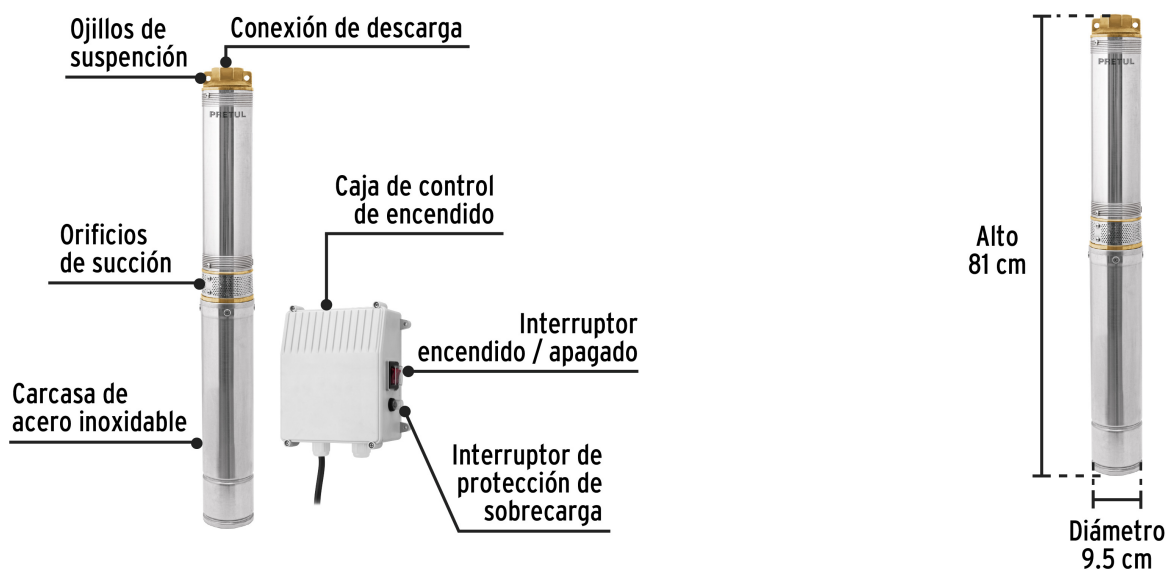 Ojillos de
suspención
Conexión de descarga
PRETUL
Orificios
de succión
Caja de control
de encendido
Interruptor
encendido / apagado
Carcasa de
acero inoxidable
Interruptor de
protección de
sobrecarga
PRETUL
Alto
81 cm
Diámetro
9.5 cm